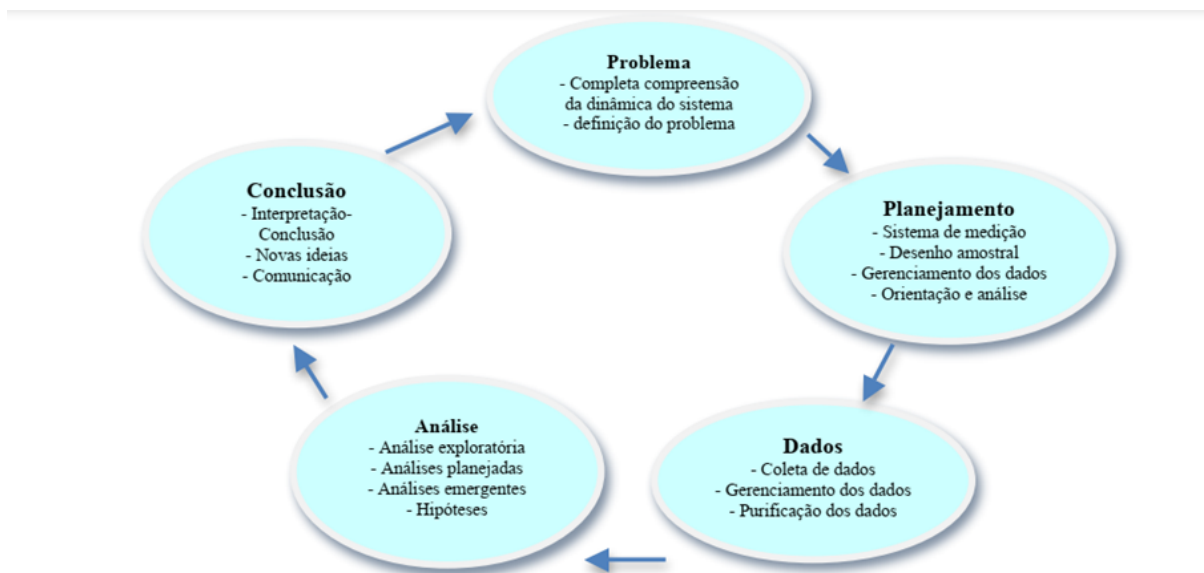 Problema
- Completa compreensão
da dinâmica do sistema
- definição do problema
Planejamento
- Sistema de medição
- Desenho amostral
- Gerenciamento dos dados
- Orientação e análise
Dados
- Coleta de dados
- Gerenciamento dos dados
- Purificação dos dados
Análise
- Análise exploratória
- Análises planejadas
- Análises emergentes
- Hipóteses
Conclusão
- Interpretação-
Conclusão
- Novas ideias
- Comunicação